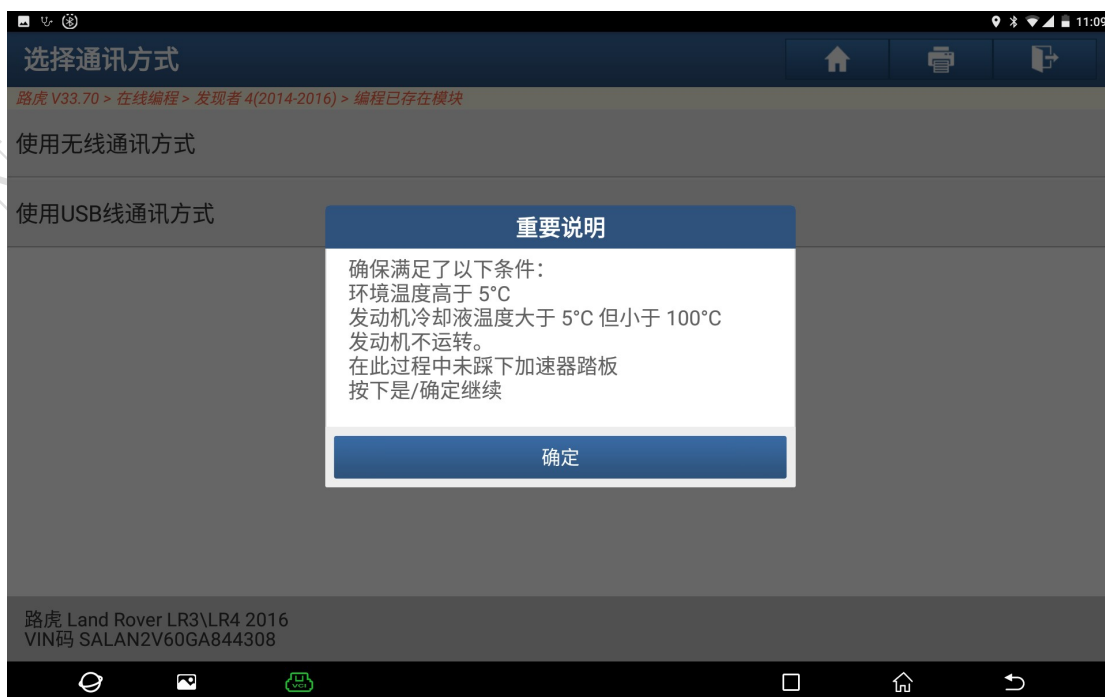 11:09
选择通讯方式
路虎 V33.70 > 在线编程 > 发现者 4(2014-2016) > 编程已存在模块
使用无线通讯方式
使用USB线通讯方式
重要说明
确保满足了以下条件：
环境温度高于 5°C
发动机冷却液温度大于 5°C 但小于 100°C
发动机不运转。
在此过程中未踩下加速器踏板
按下是/确定继续
确定
路虎 Land Rover LR3\LR4 2016
VIN码 SALAN2V60GA844308
VCI